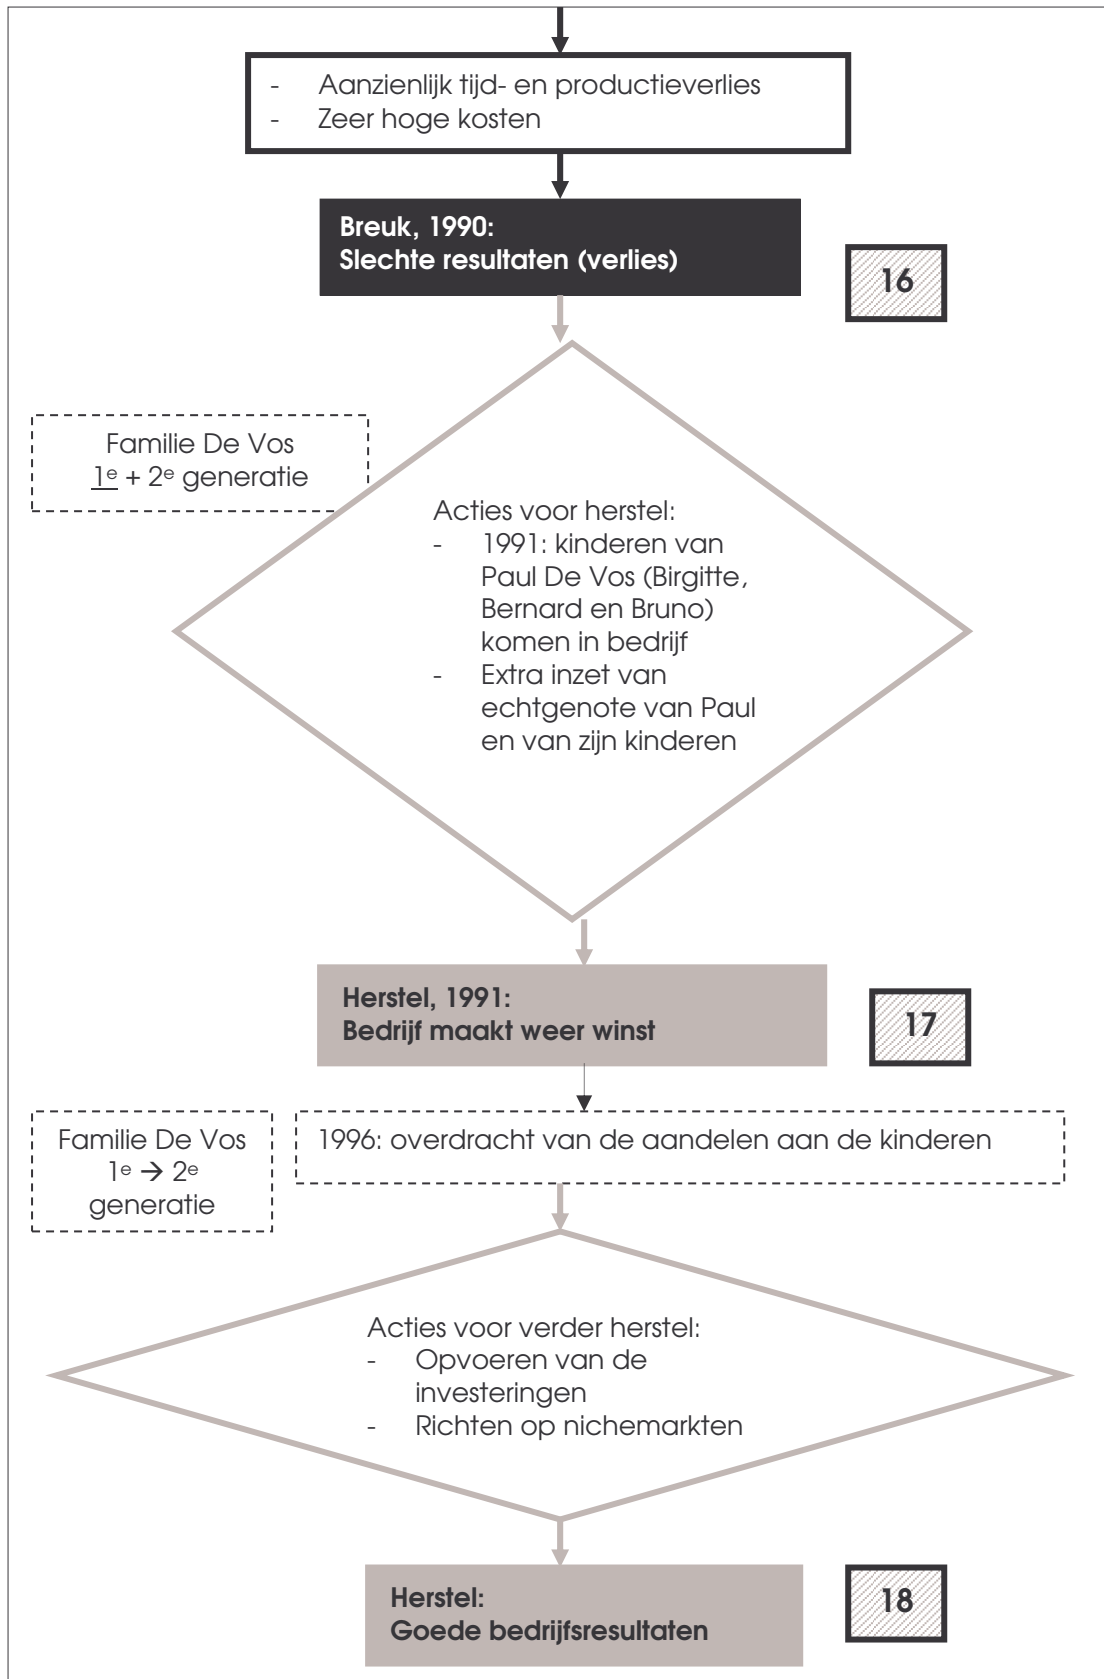 - Aanzienlijk tijd- en productieverlies
- Zeer hoge kosten
Breuk, 1990:
Slechte resultaten (verlies)
16
Familie De Vos
1e + 2e generatie
Acties voor herstel:
- 1991: kinderen van
Paul De Vos (Birgitte,
Bernard en Bruno)
komen in bedrijf
- Extra inzet van
echtgenote van Paul
en van zijn kinderen
Herstel, 1991:
Bedrijf maakt weer winst
17
Familie De Vos
1e → 2e
generatie
1996: overdracht van de aandelen aan de kinderen
Acties voor verder herstel:
- Opvoeren van de
investeringen
- Richten op nichemarkten
Herstel:
Goede bedrijfsresultaten
18